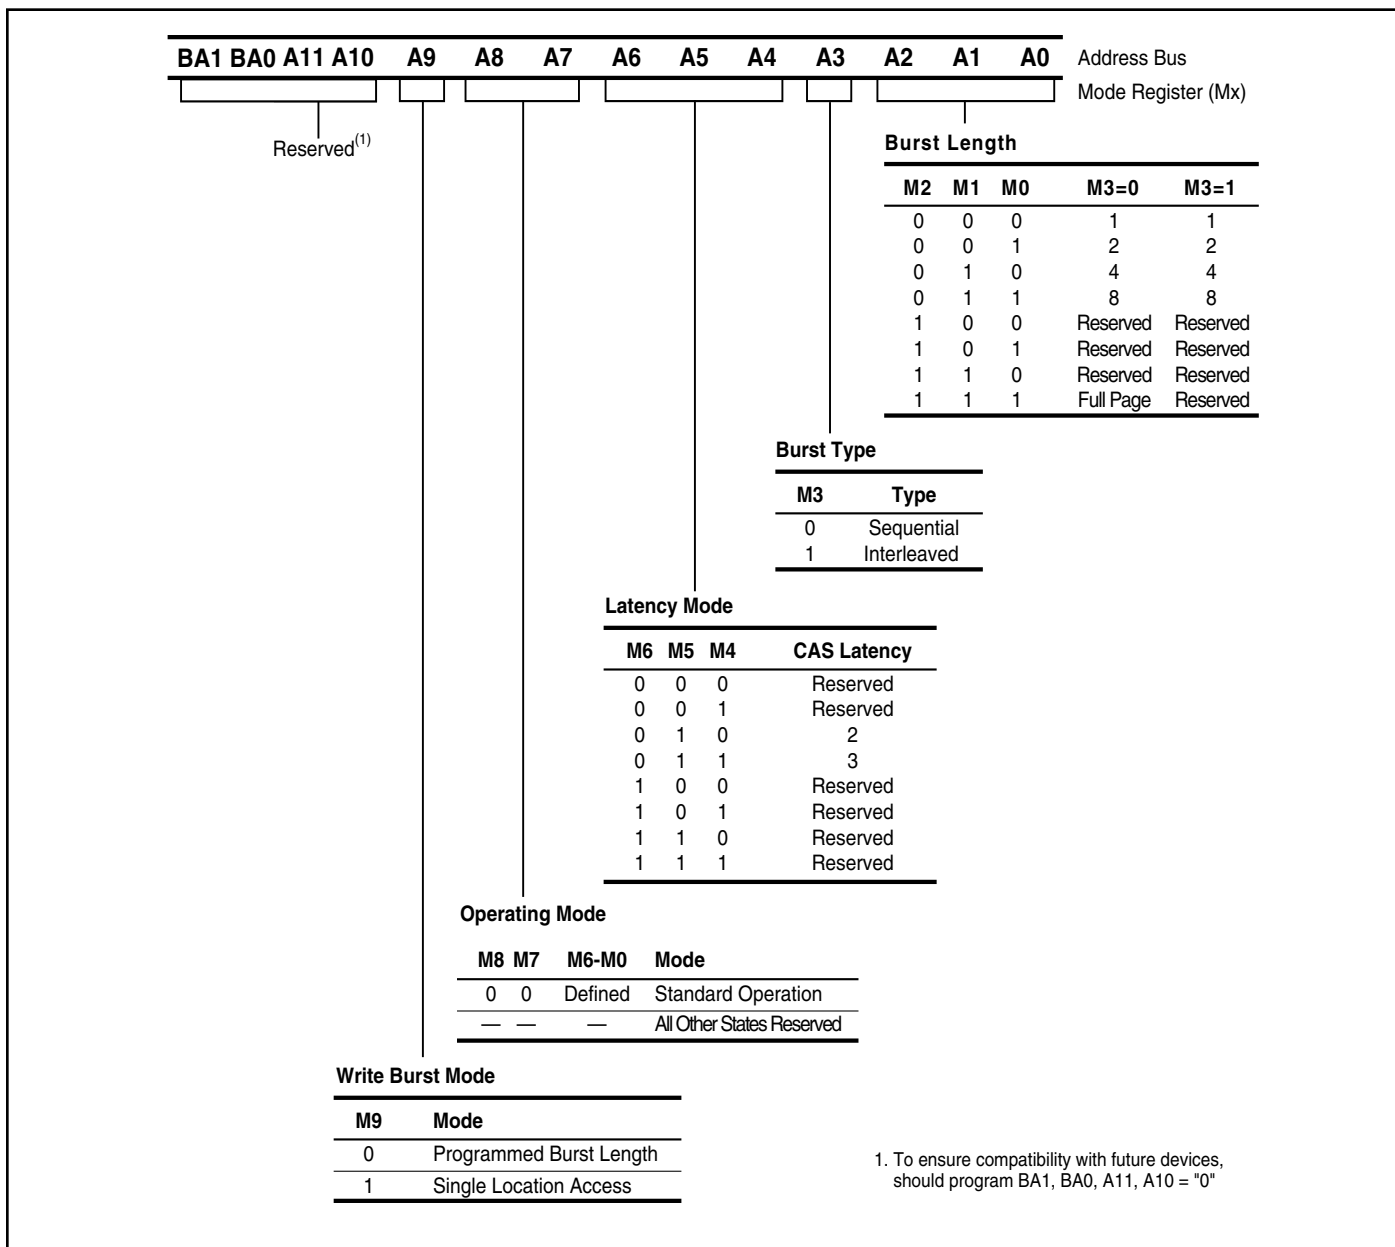 BA1 BA0 A11 A10 A9 A8 A7 A6 A5 A4 A3 A2 A1 A0 Address Bus
Mode Register (Mx)
Reserved(1)
Burst Length
M2 M1 M0 M3=0 M3=1
0 0 0 1 1
0 0 1 2 2
0 1 0 4 4
0 1 1 8 8
1 0 0 Reserved Reserved
1 0 1 Reserved Reserved
1 1 0 Reserved Reserved
1 1 1 Full Page Reserved
Burst Type
M3 Type
0 Sequential
1 Interleaved
Latency Mode
M6 M5 M4 CAS Latency
0 0 0 Reserved
0 0 1 Reserved
0 1 0 2
0 1 1 3
1 0 0 Reserved
1 0 1 Reserved
1 1 0 Reserved
1 1 1 Reserved
Operating Mode
M8 M7 M6-M0 Mode
0 0 Defined Standard Operation
— — — All Other States Reserved
Write Burst Mode
M9 Mode
0 Programmed Burst Length
1 Single Location Access
1. To ensure compatibility with future devices,
should program BA1, BA0, A11, A10 = "0"